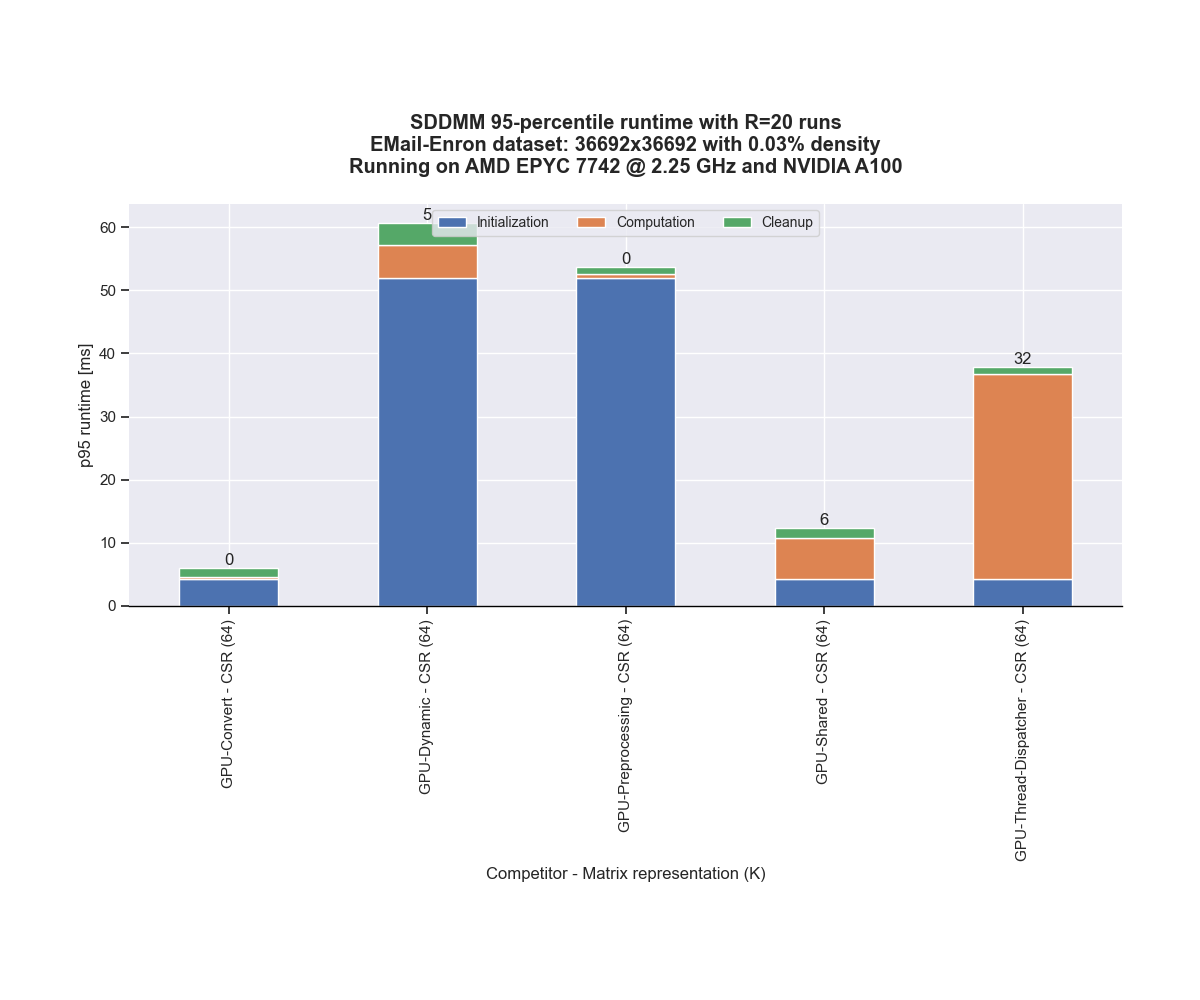 SDDMM 95-percentile runtime with R=20 runs
EMail-Enron dataset: 36692x36692 with 0.03% density
Running on AMD EPYC 7742 @ 2.25 GHz and NVIDIA A100
Initialization
Computation
Cleanup
5
0
32
6
0
60
50
40
30
20
10
0
p95 runtime [ms]
GPU-Convert - CSR (64)
GPU-Dynamic - CSR (64)
GPU-Preprocessing - CSR (64)
GPU-Shared - CSR (64)
GPU-Thread-Dispatcher - CSR (64)
Competitor - Matrix representation (K)